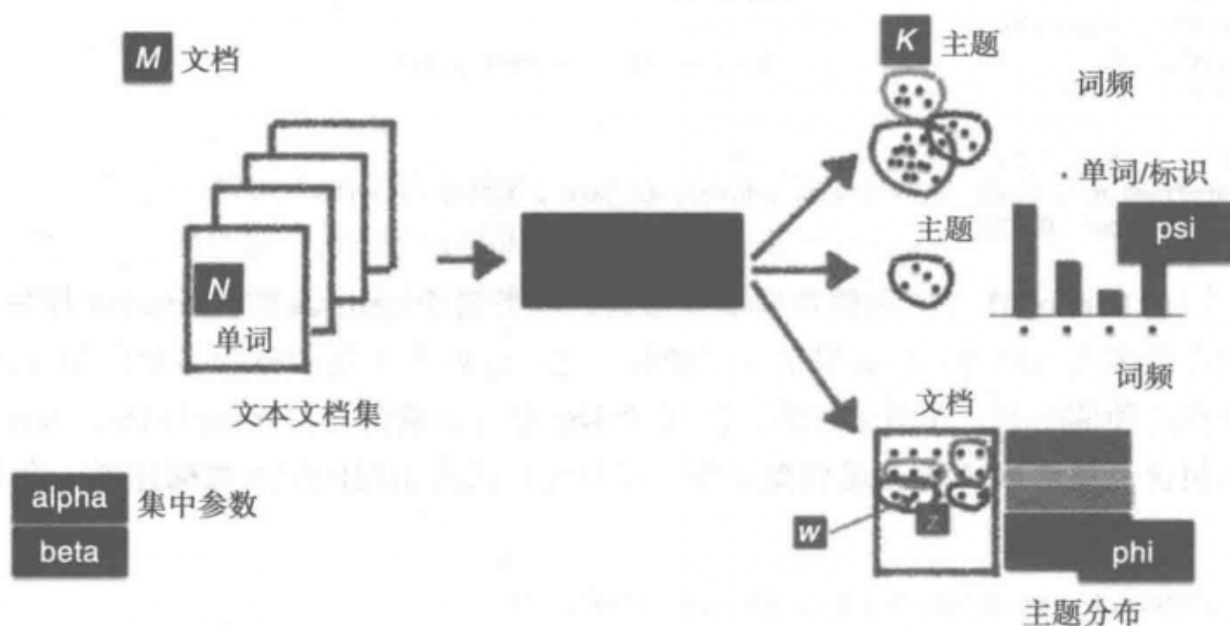 M 文档
K 主题
词频
单词/标识
psi
主题
N
单词
词频
文本文档集
文档
alpha 集中参数
w
z
beta
phi
主题分布